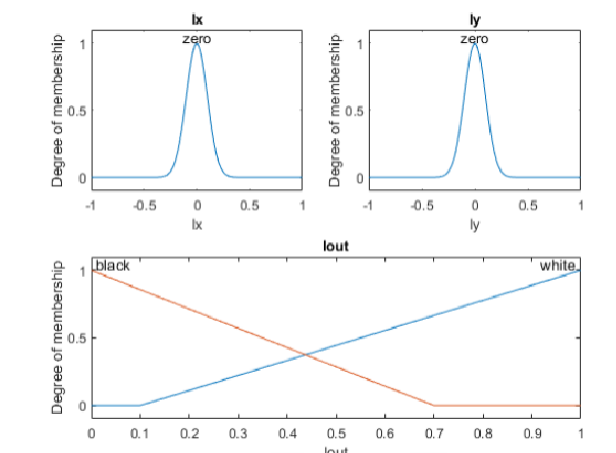 Ix
zero
Degree of membership
1
0.5
0
-1 -0.5 0 0.5 1
Ix
Iy
zero
Degree of membership
1
0.5
0
-1 -0.5 0 0.5 1
Iy
Iout
black white
Degree of membership
1
0.5
0
0 0.1 0.2 0.3 0.4 0.5 0.6 0.7 0.8 0.9 1
Iout